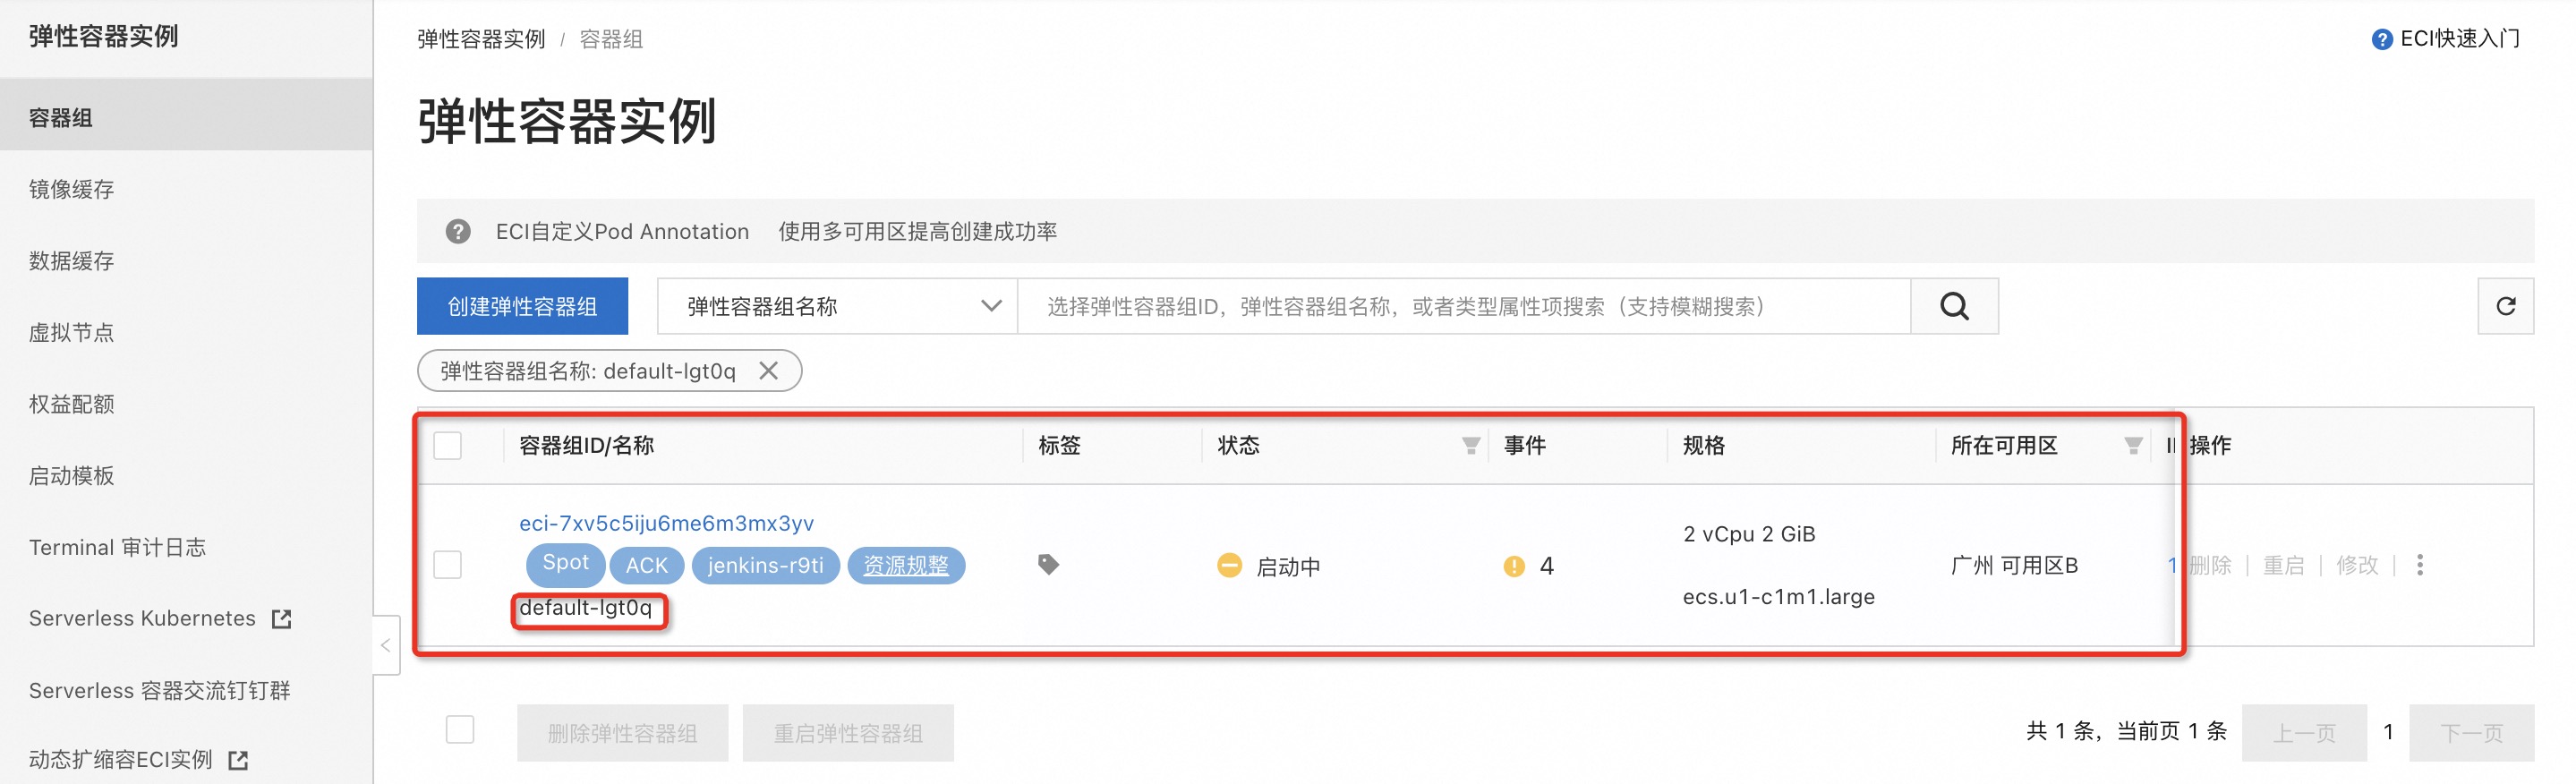 弹性容器实例
容器组
镜像缓存
数据缓存
虚拟节点
权益配额
启动模板
Terminal 审计日志
Serverless Kubernetes
Serverless 容器交流钉钉群
动态扩缩容ECI实例
弹性容器实例 / 容器组
ECI快速入门
弹性容器实例
ECI自定义Pod Annotation 使用多可用区提高创建成功率
创建弹性容器组 弹性容器组名称 选择弹性容器组ID，弹性容器组名称，或者类型属性项搜索（支持模糊搜索）
弹性容器组名称: default-lgt0q
容器组ID/名称 标签 状态 事件 规格 所在可用区 操作
eci-7xv5c5iju6me6m3mx3yv
Spot ACK jenkins-r9ti 资源规整
default-lgt0q
启动中
4
2 vCpu 2 GiB
ecs.u1-c1m1.large
广州 可用区B
1 删除 | 重启 | 修改 |
删除弹性容器组 重启弹性容器组
共 1 条，当前页 1 条 上一页 1 下一页